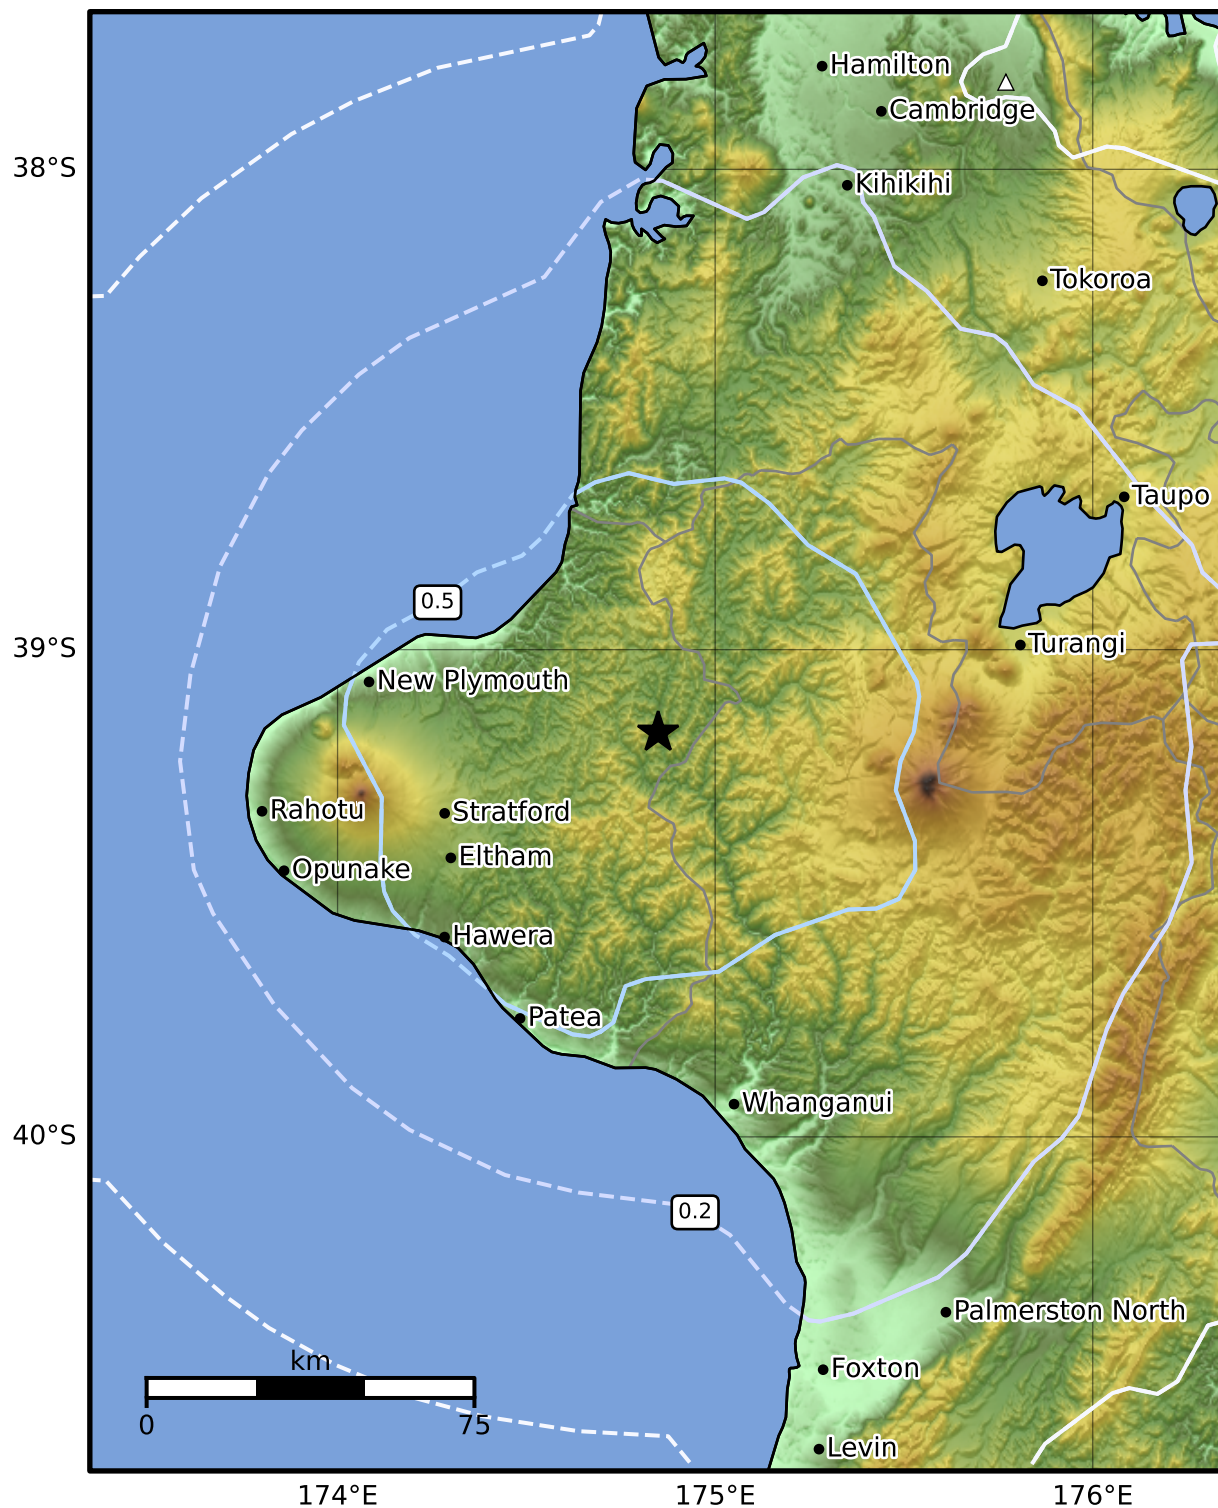 Hamilton
Cambridge
38°S
Kihikihi
Tokoroa
Taupo
0.5
39°S
Turangi
New Plymouth
Rahotu
Stratford
Eltham
Opunake
Hawera
Patea
Whanganui
40°S
0.2
Palmerston North
km
Foxton
0
75
Levin
174°E
175°E
176°E